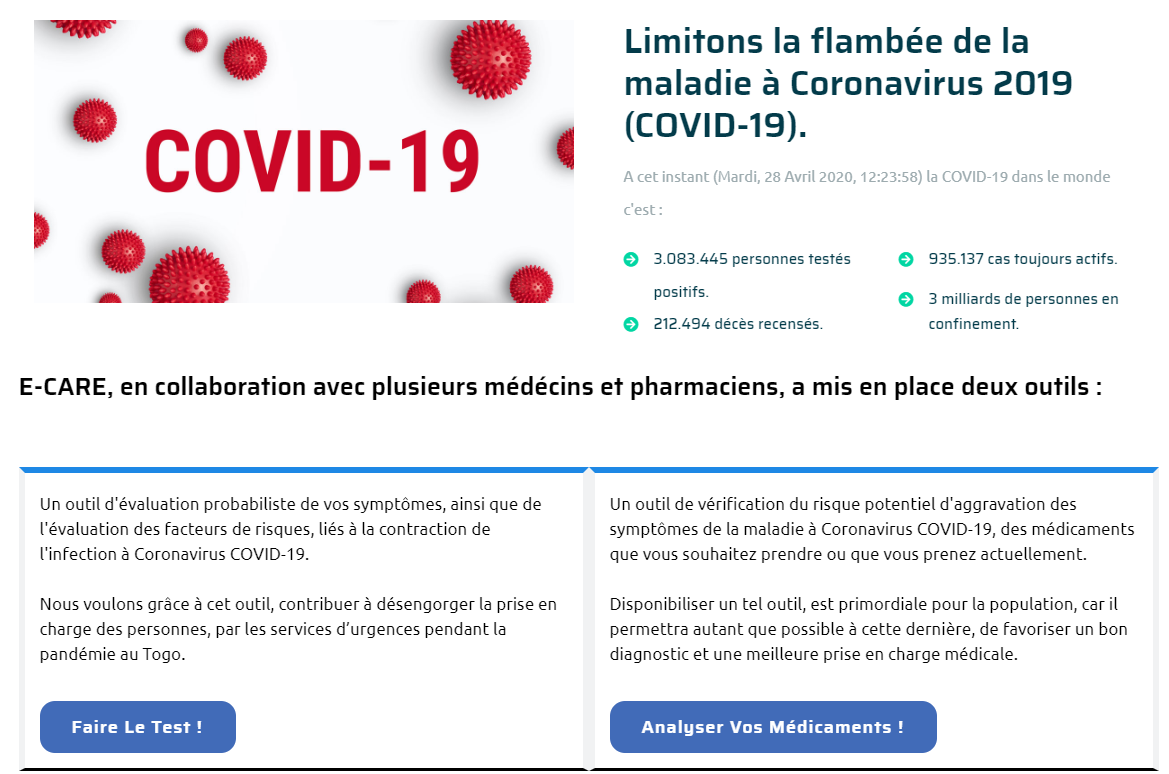 COVID-19
Limitons la flambée de la
maladie à Coronavirus 2019
(COVID-19).
A cet instant (Mardi, 28 Avril 2020, 12:23:58) la COVID-19 dans le monde
c'est :
3.083.445 personnes testés
positifs.
212.494 décès recensés.
935.137 cas toujours actifs.
3 milliards de personnes en
confinement.
E-CARE, en collaboration avec plusieurs médécins et pharmaciens, a mis en place deux outils :
Un outil d'évaluation probabiliste de vos symptômes, ainsi que de
l'évaluation des facteurs de risques, liés à la contraction de
l'infection à Coronavirus COVID-19.
Nous voulons grâce à cet outil, contribuer à désengorger la prise en
charge des personnes, par les services d’urgences pendant la
pandémie au Togo.
Faire Le Test !
Un outil de vérification du risque potentiel d'aggravation des
symptômes de la maladie à Coronavirus COVID-19, des médicaments
que vous souhaitez prendre ou que vous prenez actuellement.
Disponibiliser un tel outil, est primordiale pour la population, car il
permettra autant que possible à cette dernière, de favoriser un bon
diagnostic et une meilleure prise en charge médicale.
Analyser Vos Médicaments !